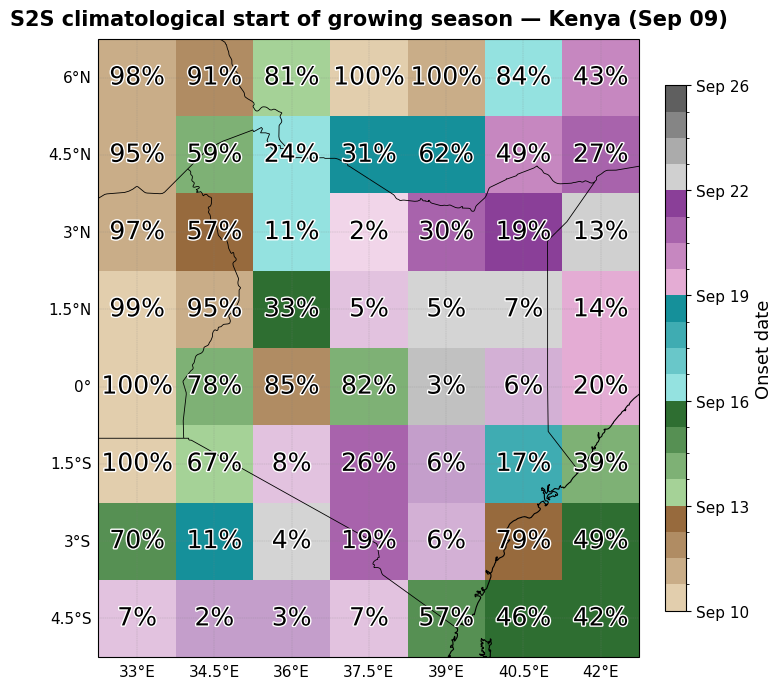 S2S climatological start of growing season — Kenya (Sep 09)
6°N 98% 91% 81% 100% 100% 84% 43%
4.5°N 95% 59% 24% 31% 62% 49% 27%
3°N 97% 57% 11% 2% 30% 19% 13%
1.5°N 99% 95% 33% 5% 5% 7% 14%
0° 100% 78% 85% 82% 3% 6% 20%
1.5°S 100% 67% 8% 26% 6% 17% 39%
3°S 70% 11% 4% 19% 6% 79% 49%
4.5°S 7% 2% 3% 7% 57% 46% 42%
33°E 34.5°E 36°E 37.5°E 39°E 40.5°E 42°E
Sep 26
Sep 22
Sep 19
Sep 16
Sep 13
Sep 10
Onset date